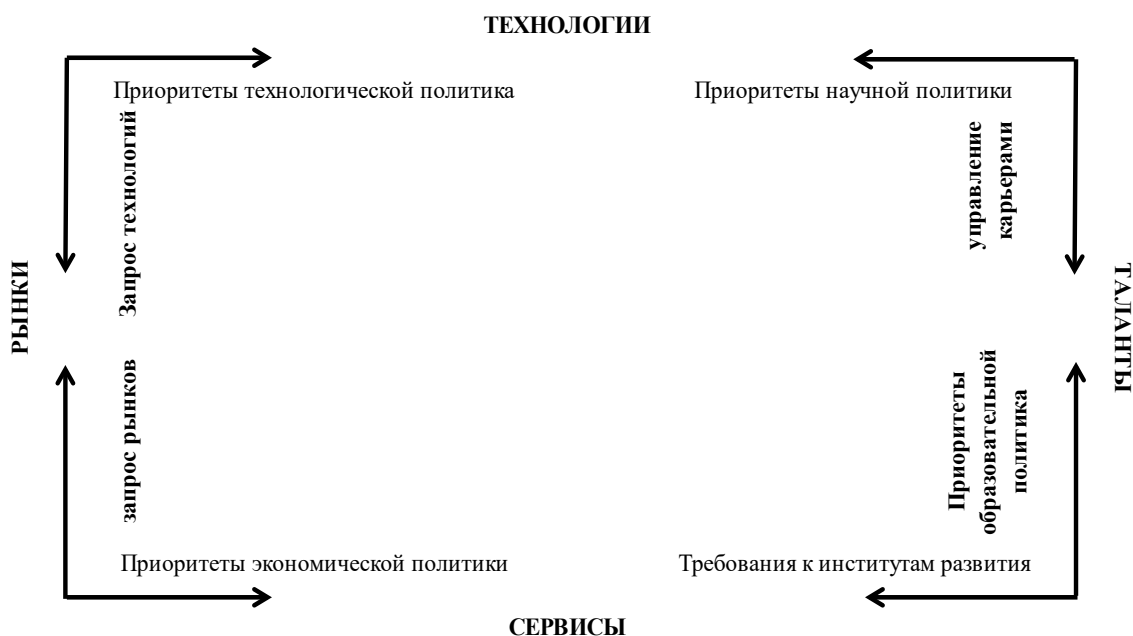 ТЕХНОЛОГИИ
Приоритеты технологической политика
Приоритеты научной политики
Запрос технологий
управление
карьерами
РЫНКИ
ТАЛАНТЫ
запрос рынков
Приоритеты
образовательной
политика
Приоритеты экономической политики
Требования к институтам развития
СЕРВИСЫ